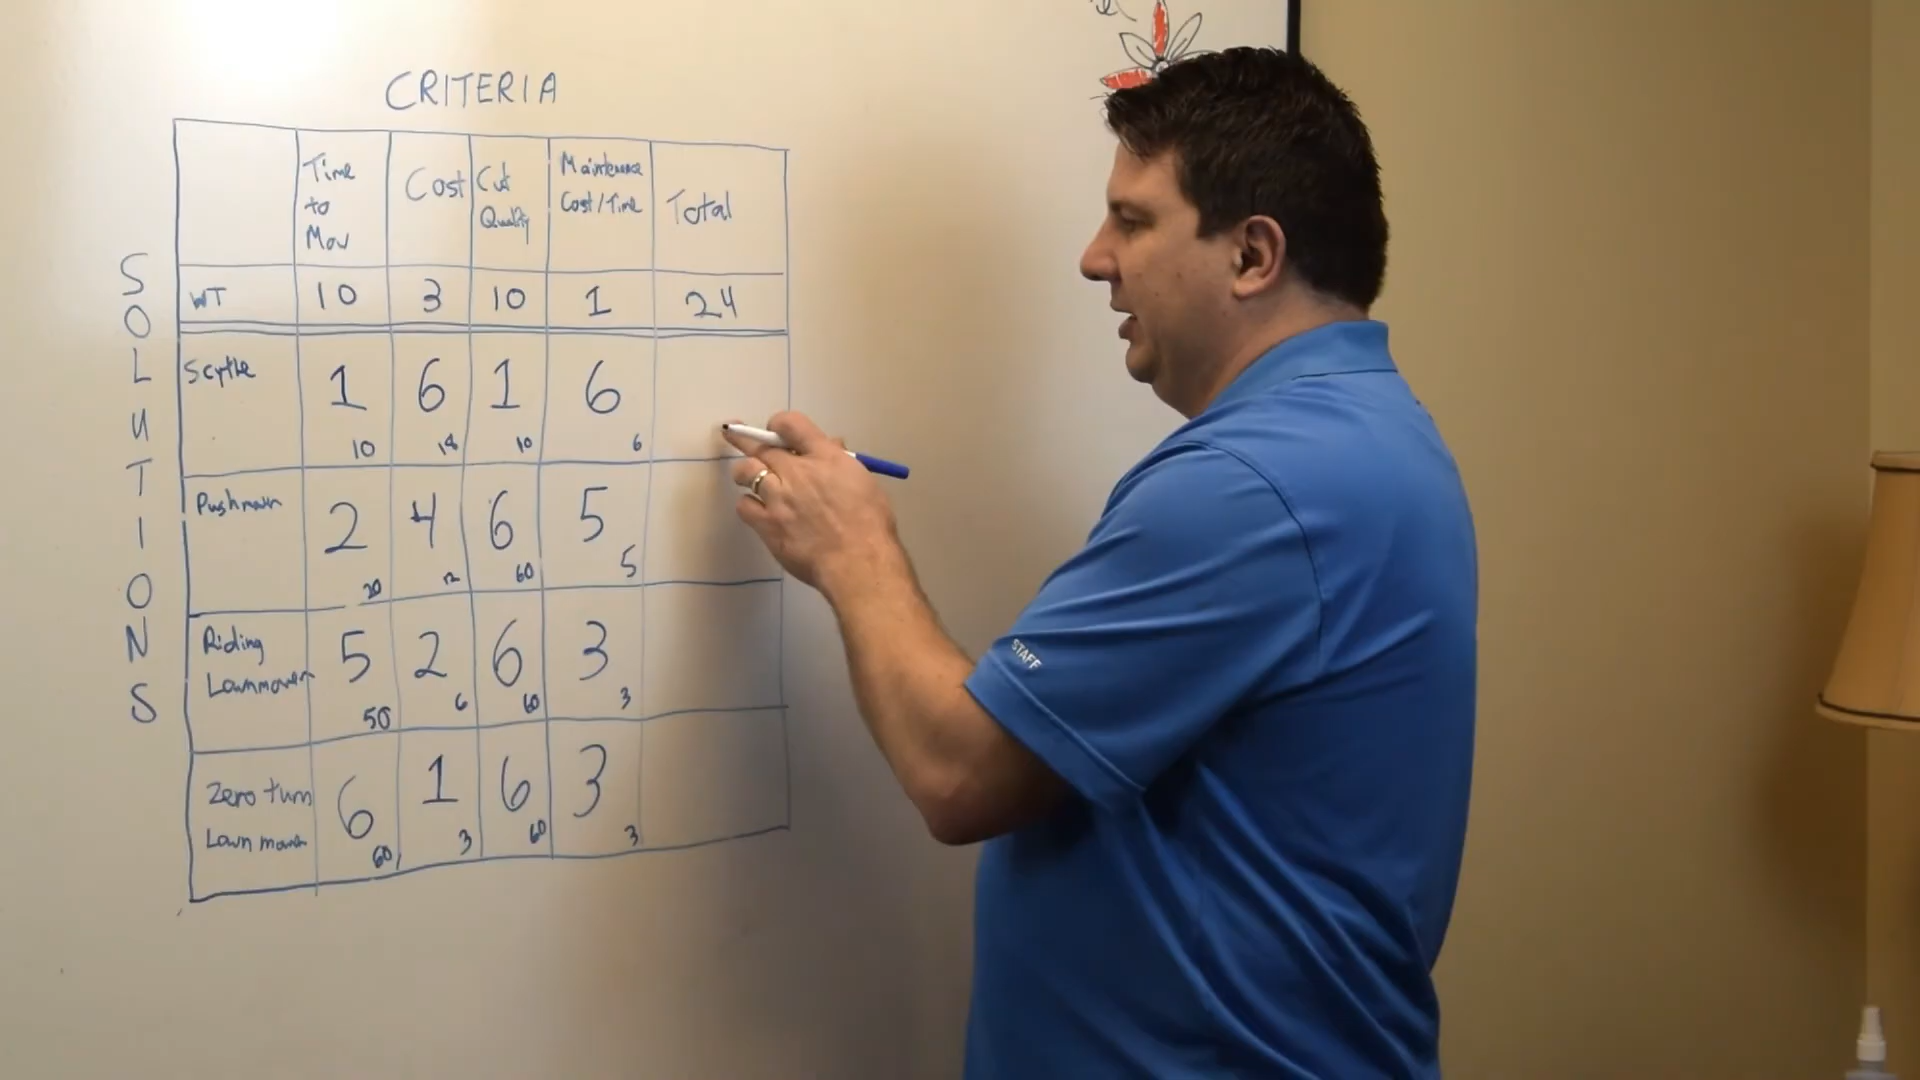 CRITERIA
Time
to
Mow
Cost
Cut
Quality
Maintenance
Cost/Time
Total
WT 10 3 10 1 24
Scythe 1 6 1 6
10 18 10 6
Pushmow 2 4 6 5
20 12 60 5
Riding
Lawnmower 5 2 6 3
50 6 60 3
Zero turn
Lawn mower 6 1 6 3
60 3 60 3
SOLUTIONS
STAFF